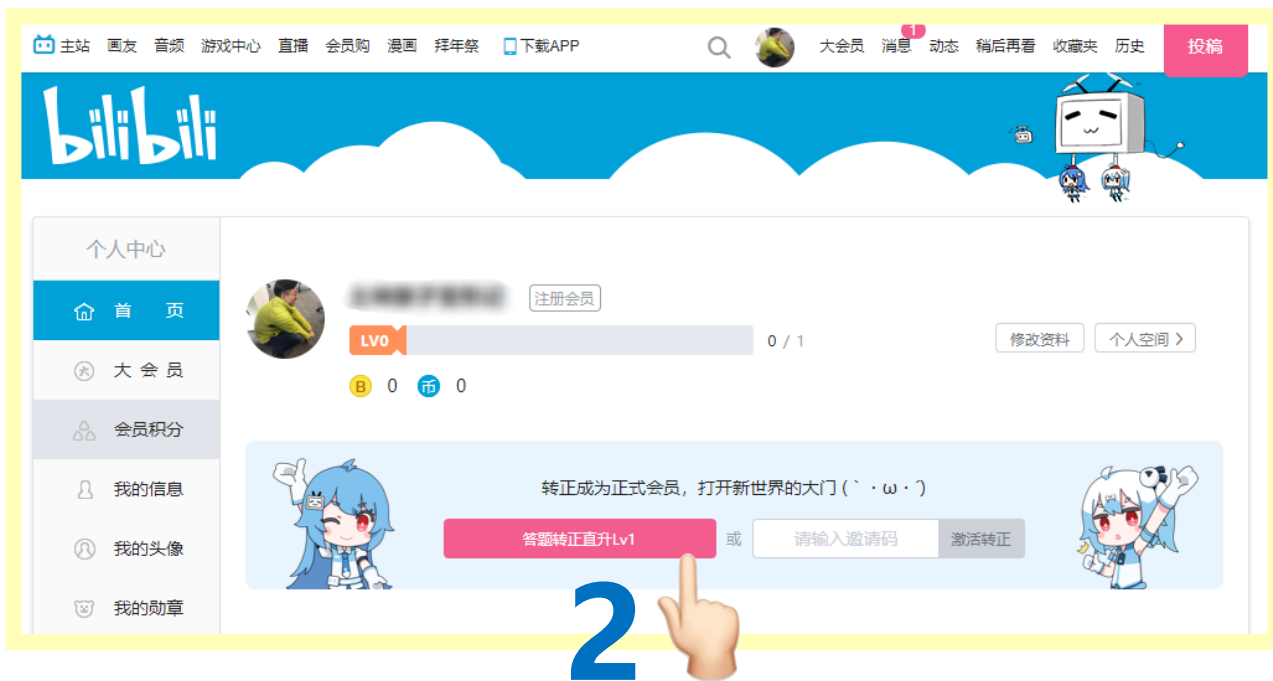 主站 画友 音频 游戏中心 直播 会员购 漫画 拜年祭 下载APP 大会员 消息 1 动态 稍后再看 收藏夹 历史 投稿
bilibili
个人中心
首 页
大 会 员
会员积分
我的信息
我的头像
我的勋章
注册会员
LV0 0 / 1 修改资料 个人空间 >
B 0 币 0
转正成为正式会员，打开新世界的大门 (｀・ω・´)
答题转正直升Lv1 或 请输入邀请码 激活转正
2